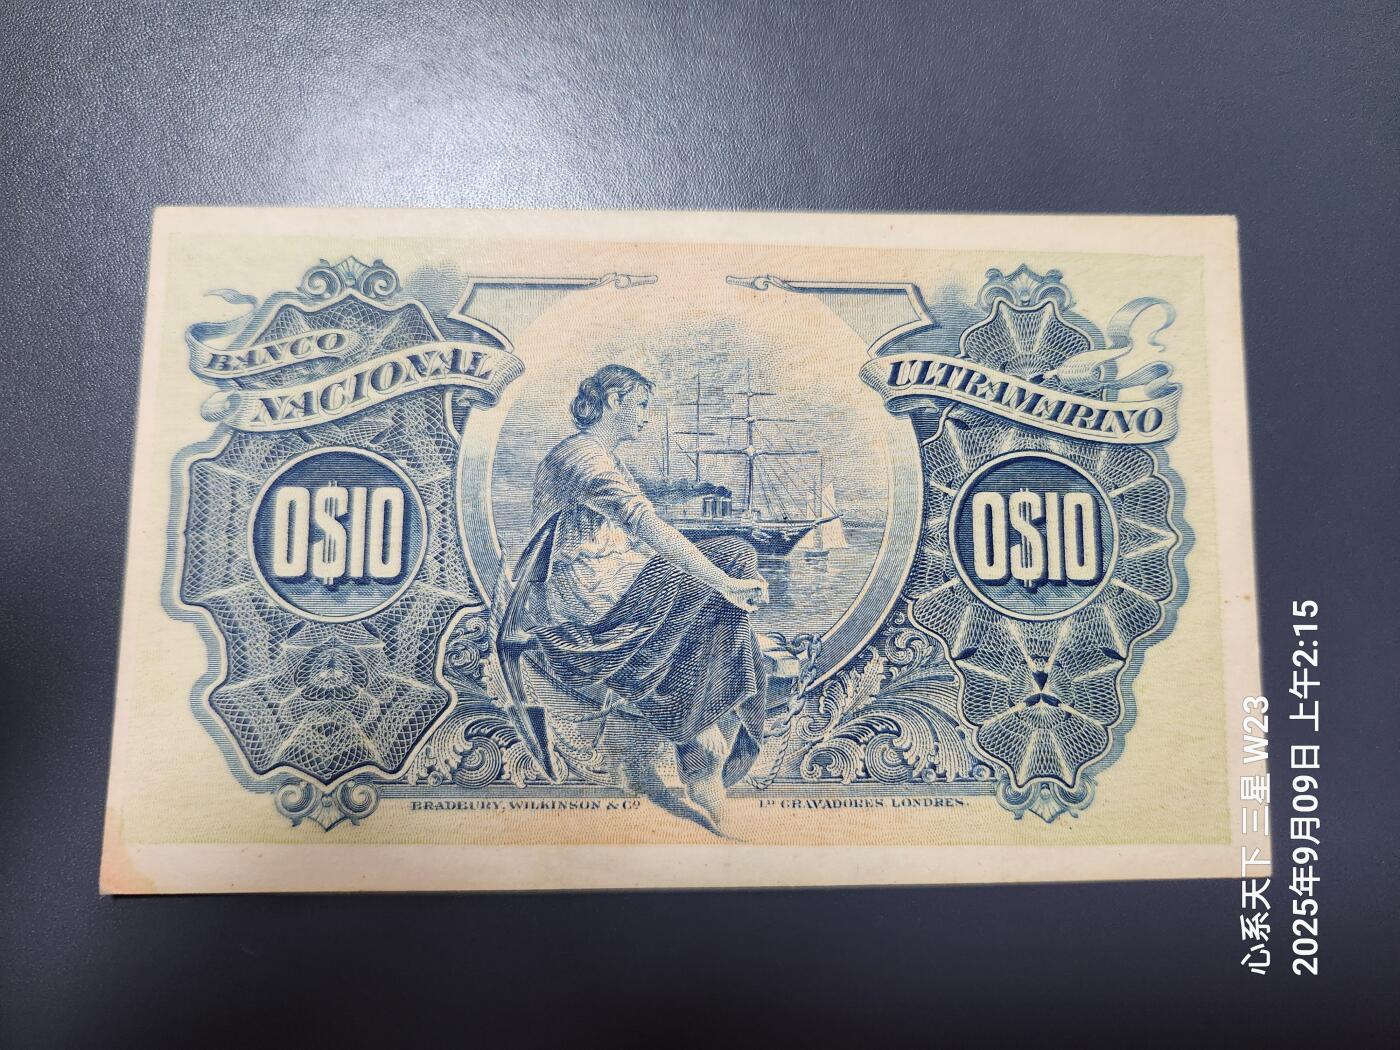 BANCO
NACIONAL
ULTRAMARINO
0$10
0$10
BRADBURY, WILKINSON & Cº Lᴰ GRAVADORES LONDRES.
心系天下 三星 W23
2025年9月09日 上午2:15